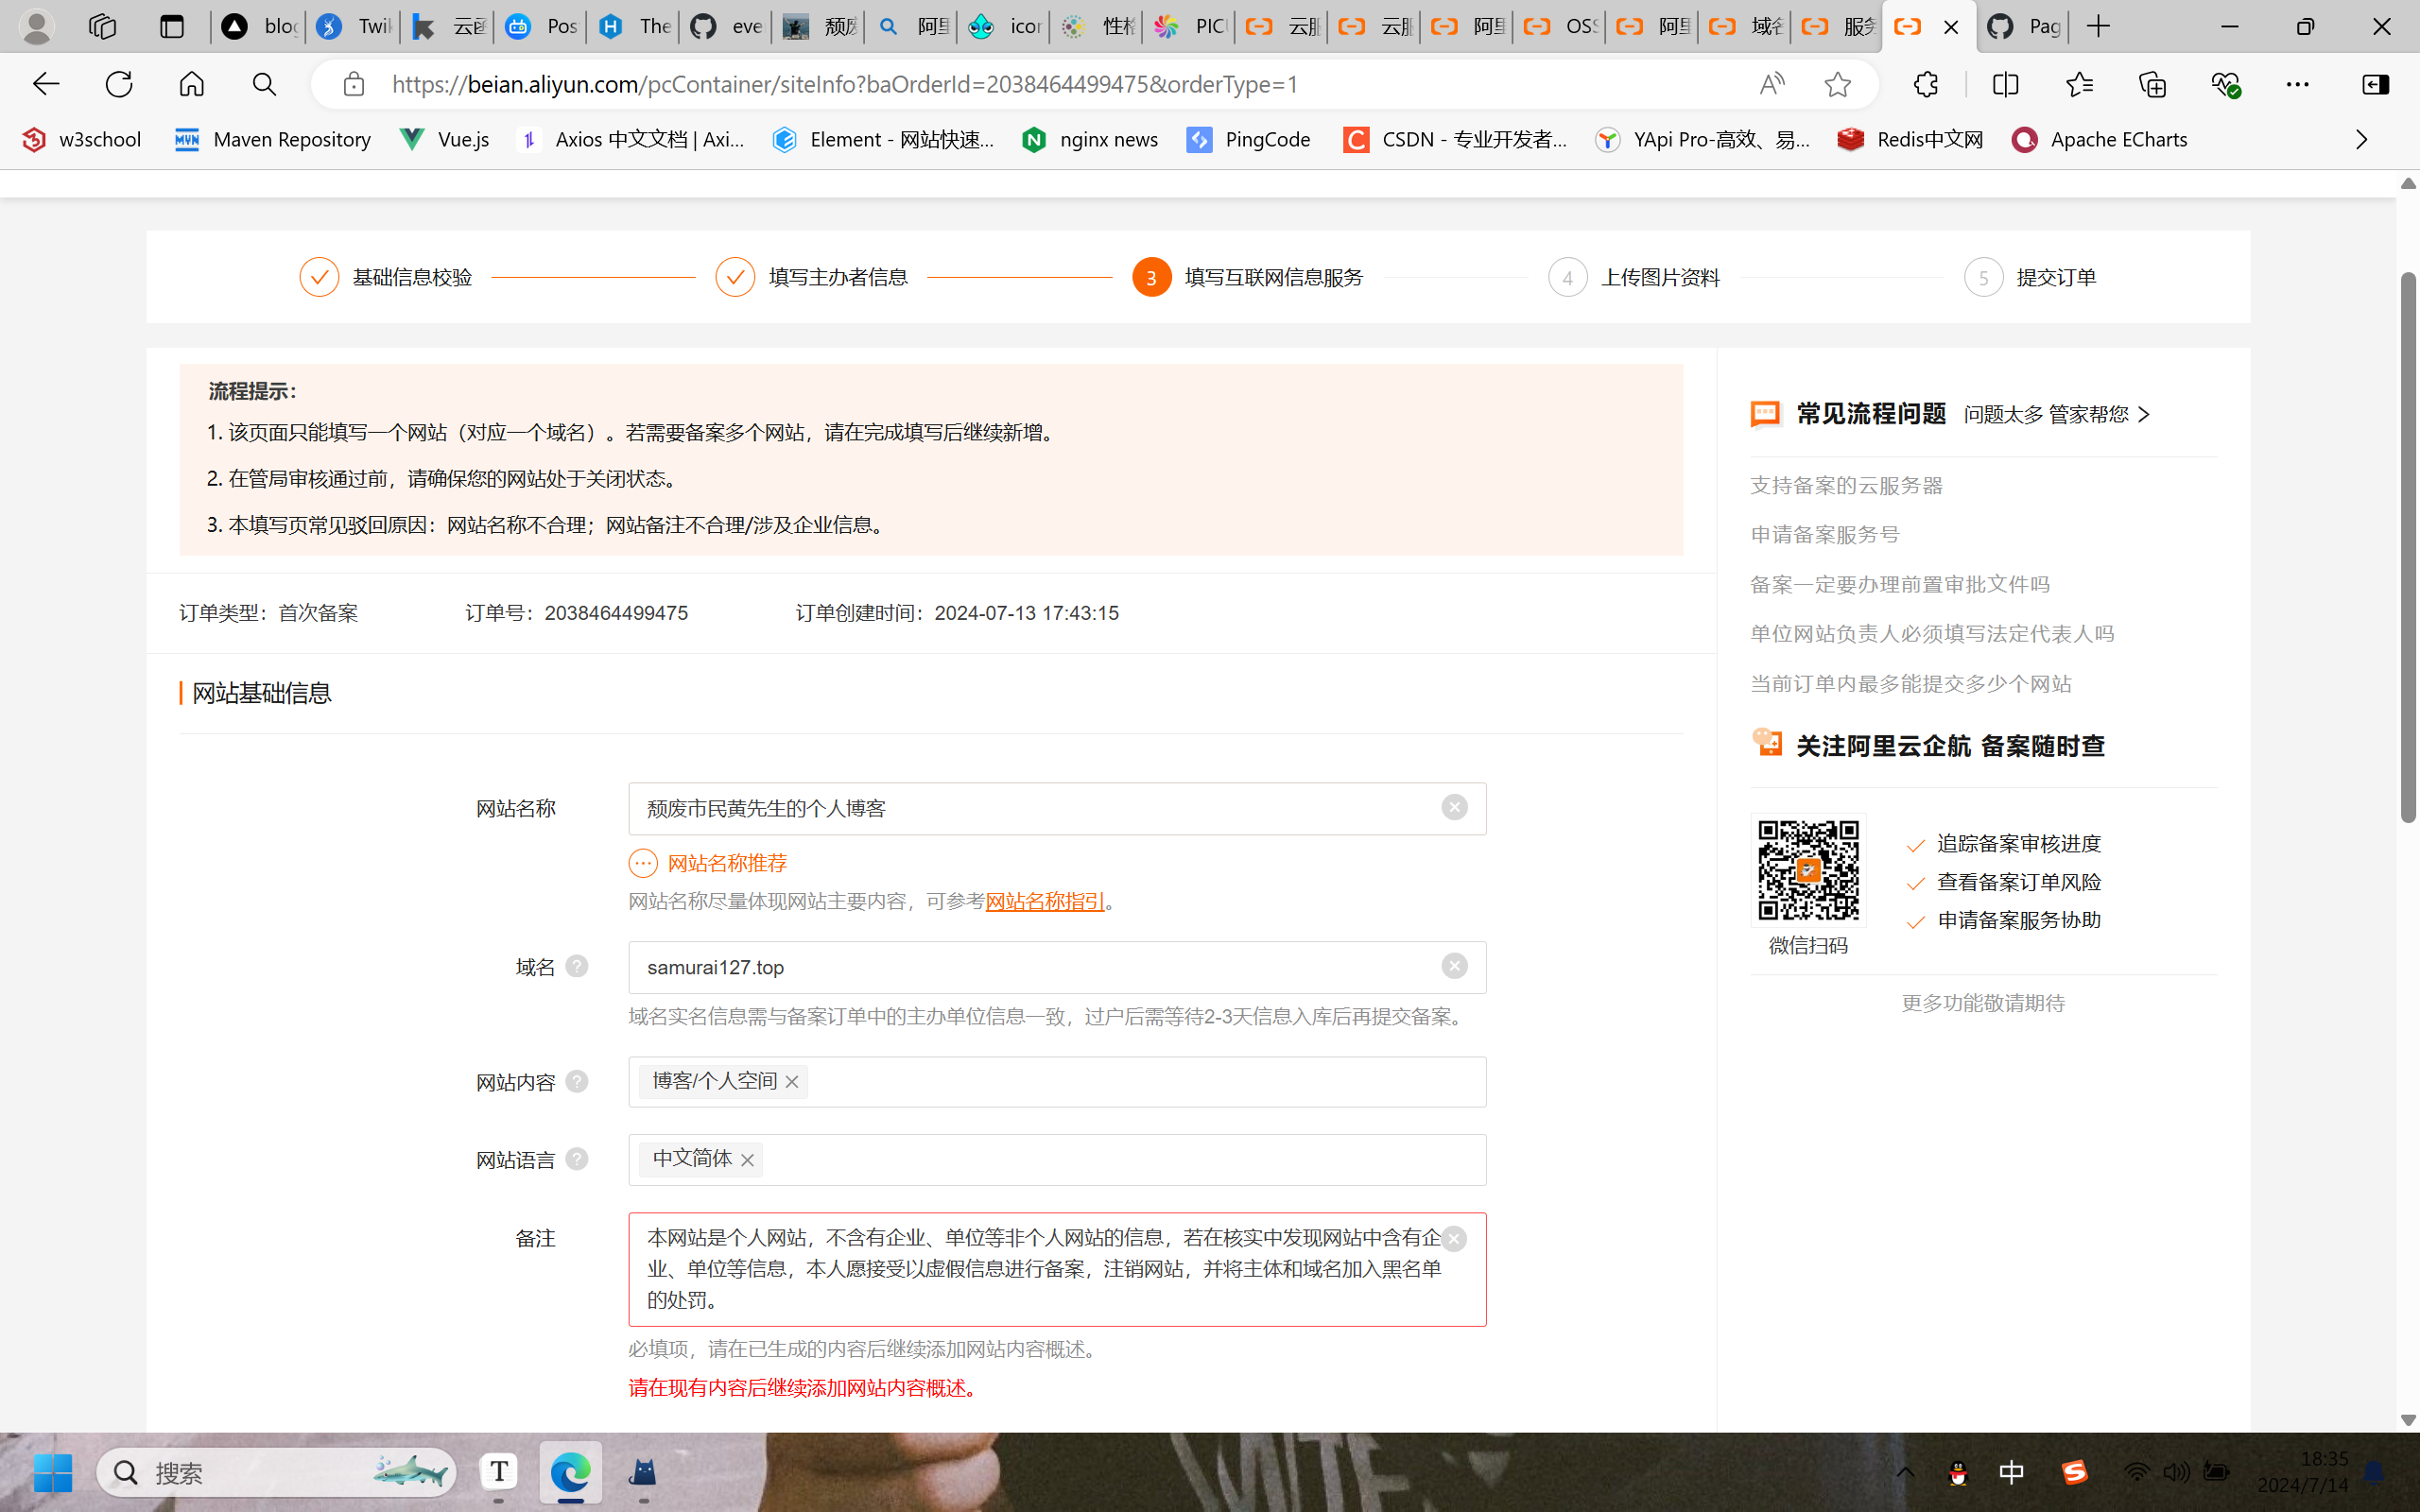 blog
Twik
云函
Pos
The
eve
颓废
阿里
icon
性格
PICU
云服
云服
阿里
OSS
阿里
域名
服务
Pag
https://beian.aliyun.com/pcContainer/siteInfo?baOrderId=2038464499475&orderType=1
w3school
Maven Repository
Vue.js
Axios 中文文档 | Axi...
Element - 网站快速...
nginx news
PingCode
CSDN - 专业开发者...
YApi Pro-高效、易...
Redis中文网
Apache ECharts
基础信息校验
填写主办者信息
3 填写互联网信息服务
4 上传图片资料
5 提交订单
流程提示：
1. 该页面只能填写一个网站（对应一个域名）。若需要备案多个网站，请在完成填写后继续新增。
2. 在管局审核通过前，请确保您的网站处于关闭状态。
3. 本填写页常见驳回原因：网站名称不合理；网站备注不合理/涉及企业信息。
订单类型：首次备案
订单号：2038464499475
订单创建时间：2024-07-13 17:43:15
网站基础信息
网站名称
颓废市民黄先生的个人博客
网站名称推荐
网站名称尽量体现网站主要内容，可参考网站名称指引。
域名
samurai127.top
域名实名信息需与备案订单中的主办单位信息一致，过户后需等待2-3天信息入库后再提交备案。
网站内容
博客/个人空间
网站语言
中文简体
备注
本网站是个人网站，不含有企业、单位等非个人网站的信息，若在核实中发现网站中含有企
业、单位等信息，本人愿接受以虚假信息进行备案，注销网站，并将主体和域名加入黑名单
的处罚。
必填项，请在已生成的内容后继续添加网站内容概述。
请在现有内容后继续添加网站内容概述。
常见流程问题 问题太多 管家帮您
支持备案的云服务器
申请备案服务号
备案一定要办理前置审批文件吗
单位网站负责人必须填写法定代表人吗
当前订单内最多能提交多少个网站
关注阿里云企航 备案随时查
微信扫码
追踪备案审核进度
查看备案订单风险
申请备案服务协助
更多功能敬请期待
搜索
T
中
18:35
2024/7/14